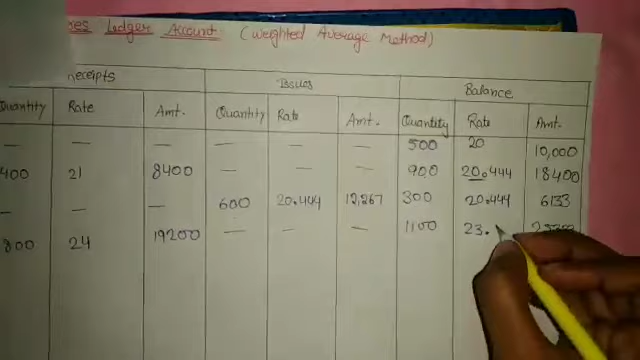 Ledger Account (Weighted Average Method)
Receipts Issues Balance
Quantity Rate Amt. Quantity Rate Amt. Quantity Rate Amt.
— — — — — — 500 20 10,000
400 21 8400 — — — 900 20.444 18400
— — — 600 20.444 12,267 300 20.444 6133
800 24 19200 — — — 1100 23.